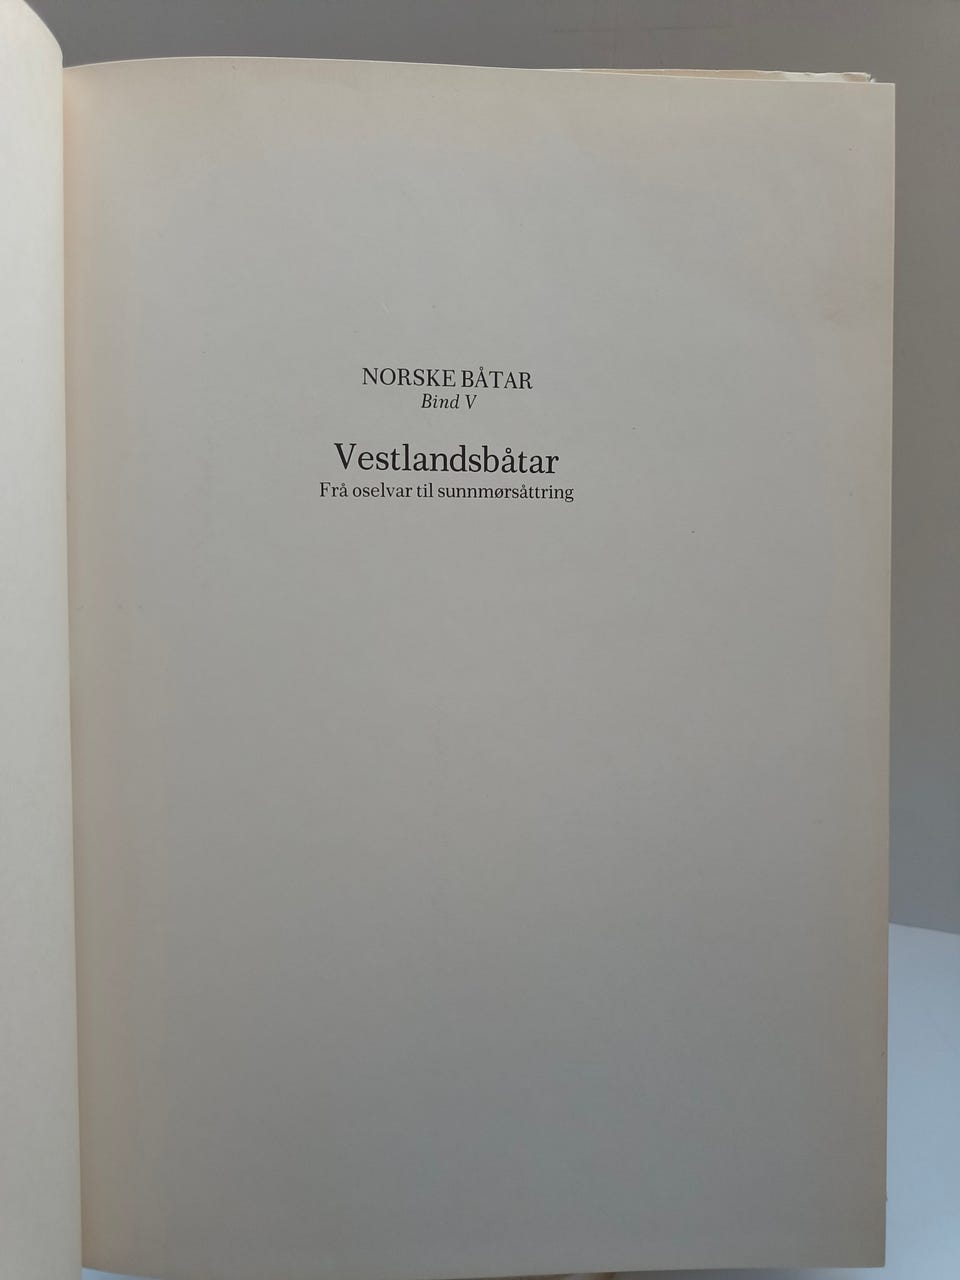 NORSKE BÅTAR
Bind V
Vestlandsbåtar
Frå oselvar til sunnmørsåttring